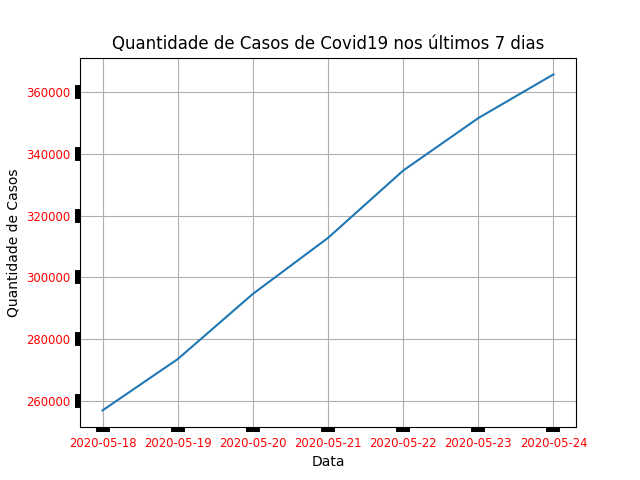 Quantidade de Casos de Covid19 nos últimos 7 dias
360000
340000
320000
300000
280000
260000
Quantidade de Casos
2020-05-18 2020-05-19 2020-05-20 2020-05-21 2020-05-22 2020-05-23 2020-05-24
Data